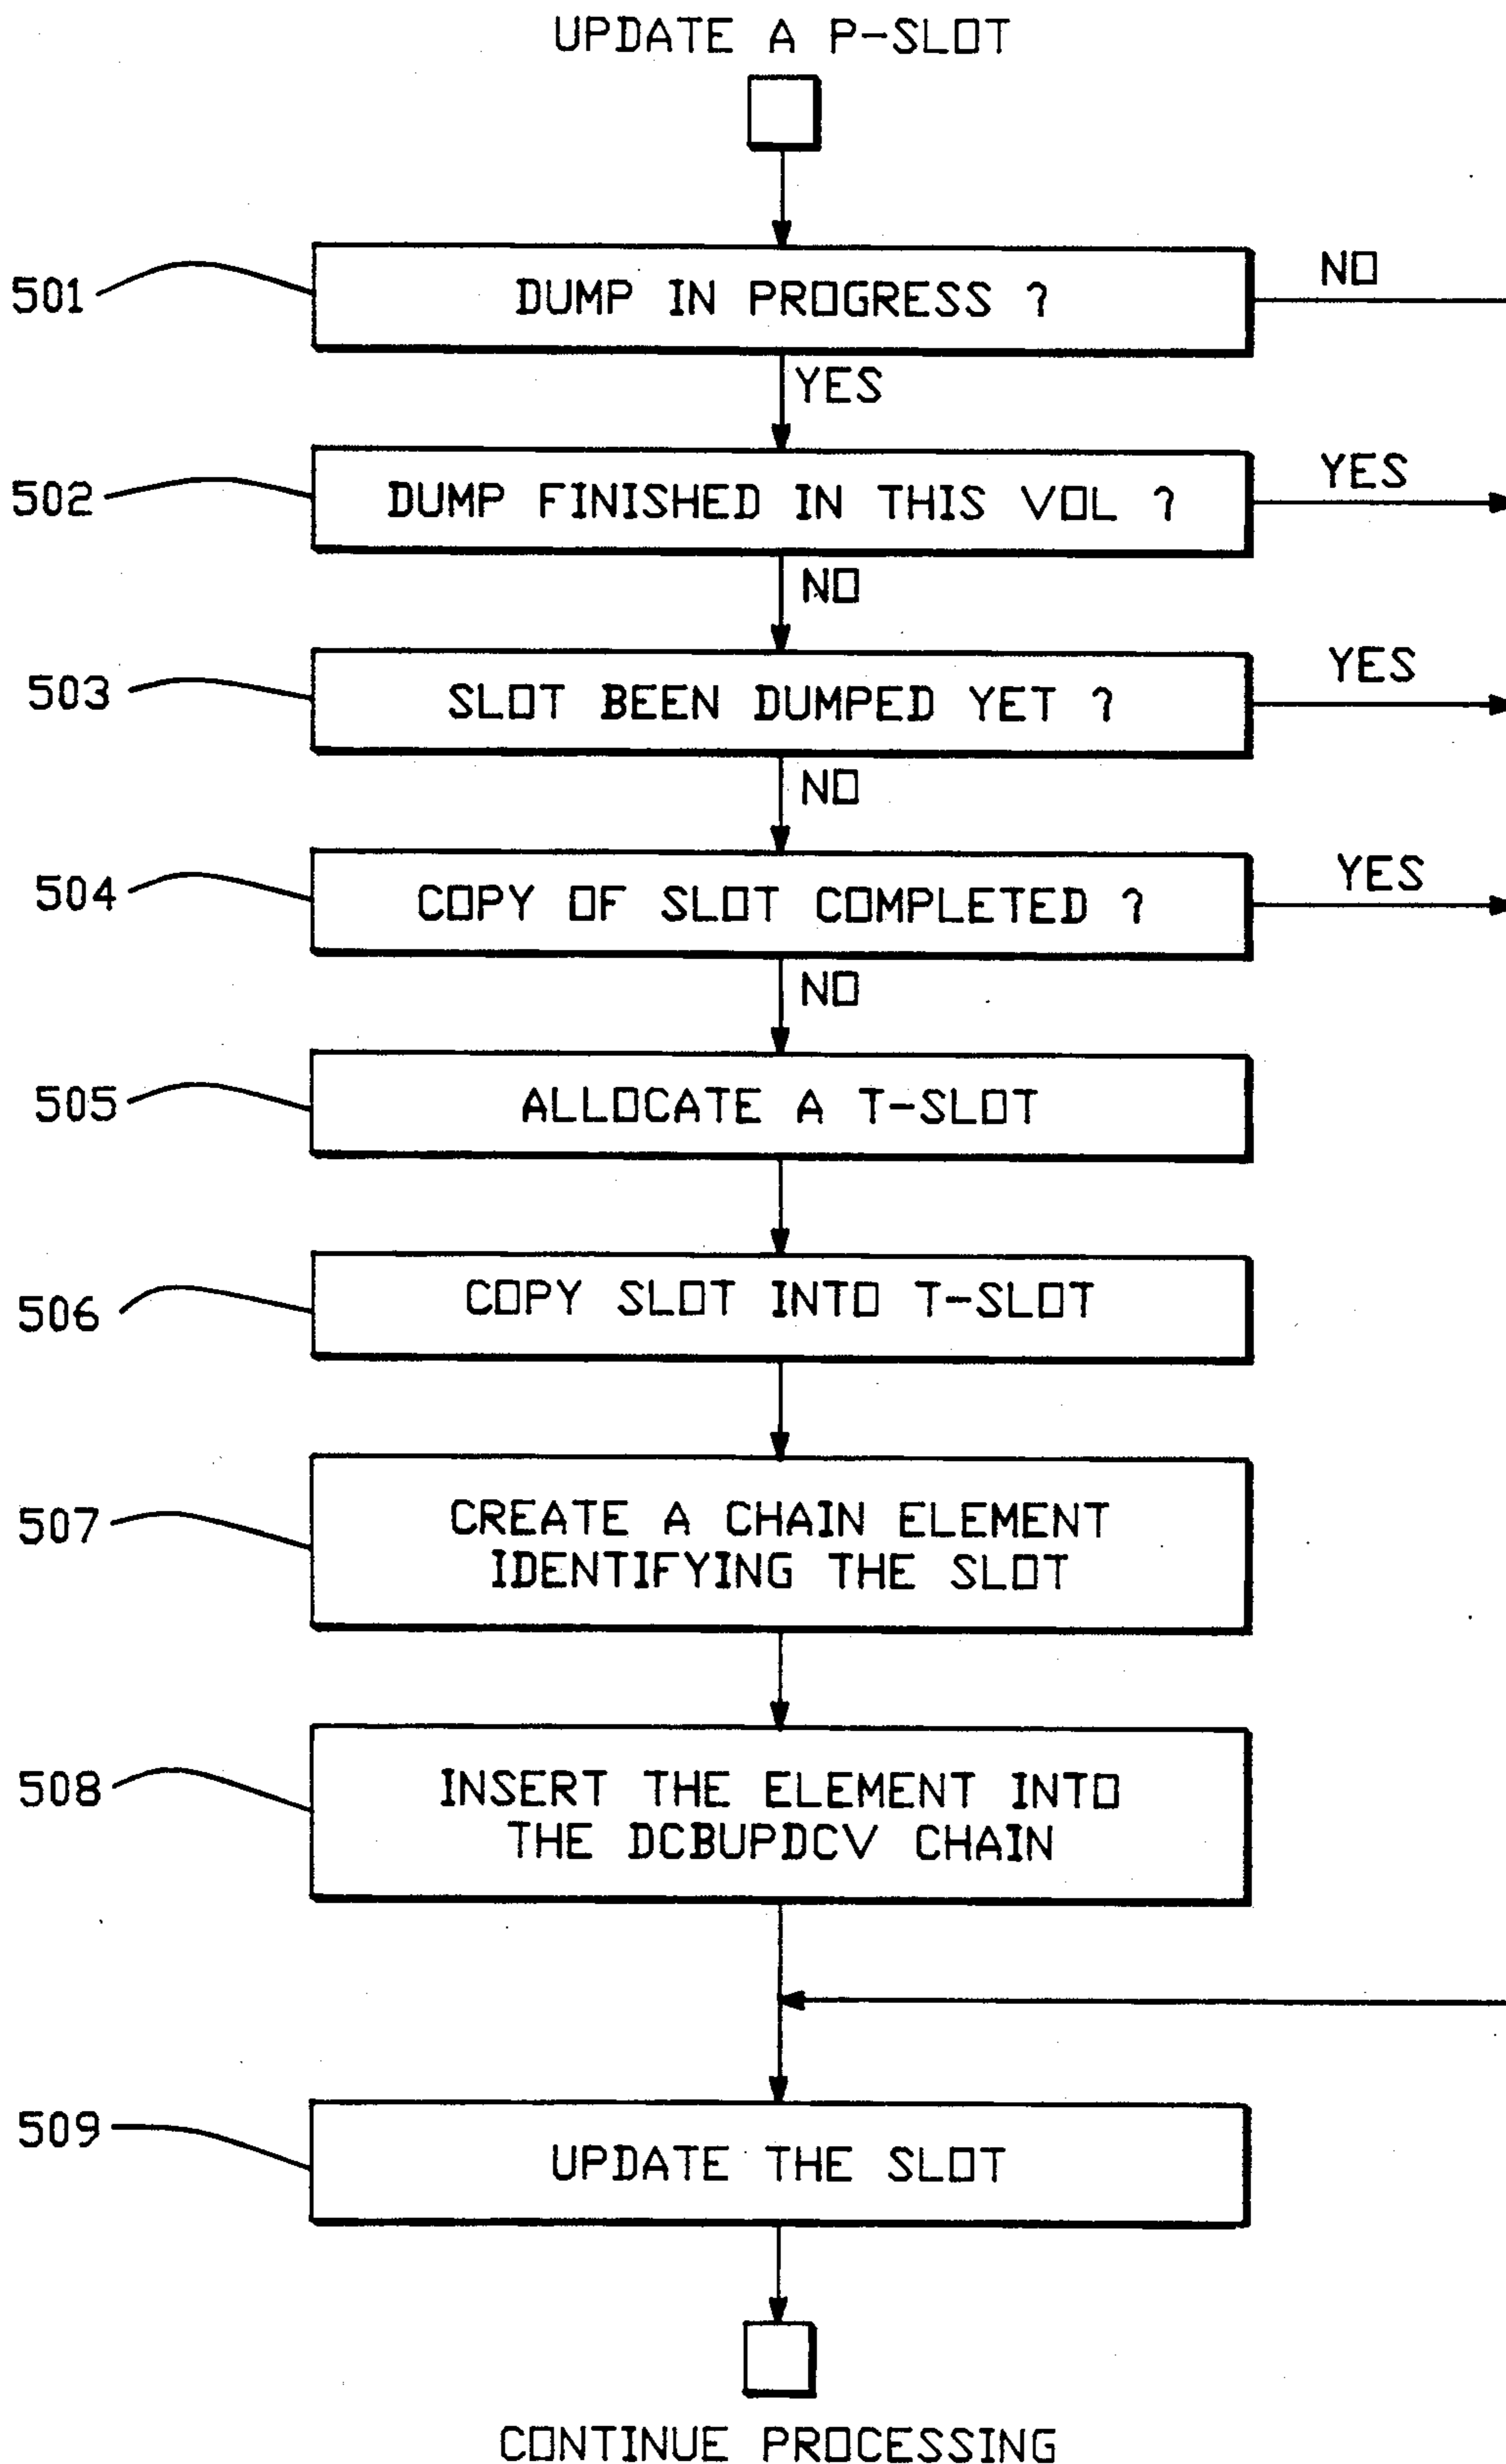 UPDATE A P-SLOT
501
DUMP IN PROGRESS ?
NO
YES
502
DUMP FINISHED IN THIS VOL ?
YES
NO
503
SLOT BEEN DUMPED YET ?
YES
NO
504
COPY OF SLOT COMPLETED ?
YES
NO
505
ALLOCATE A T-SLOT
506
COPY SLOT INTO T-SLOT
507
CREATE A CHAIN ELEMENT
IDENTIFYING THE SLOT
508
INSERT THE ELEMENT INTO
THE DCBUPDCV CHAIN
509
UPDATE THE SLOT
CONTINUE PROCESSING